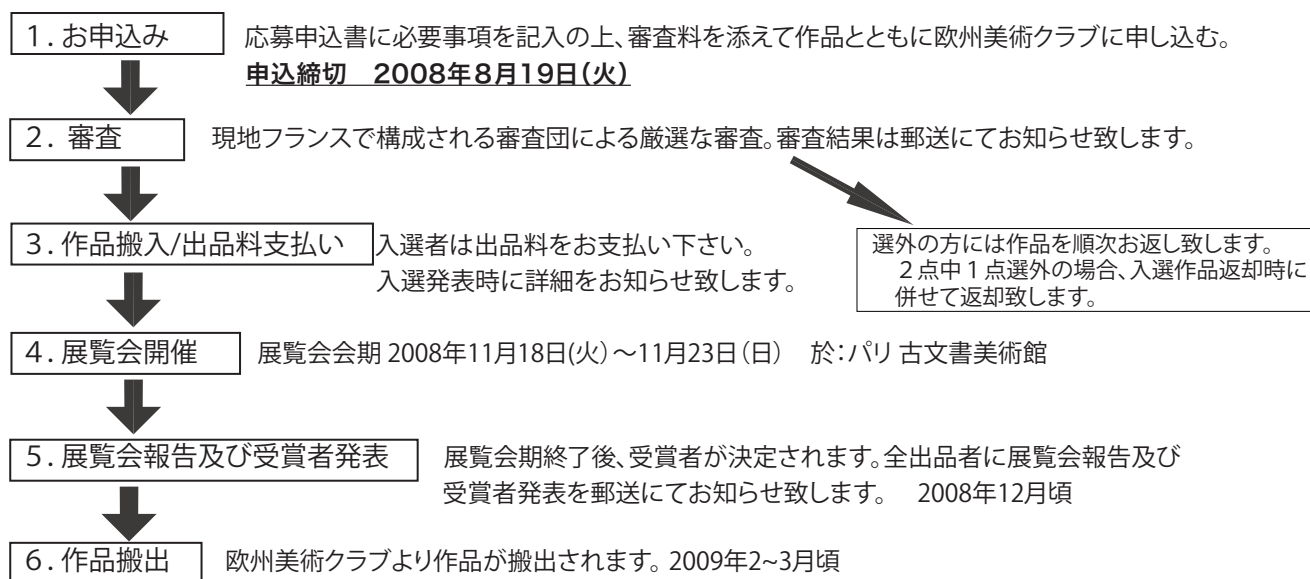 1. お申込み 応募申込書に必要事項を記入の上、審査料を添えて作品とともに欧州美術クラブに申し込む。
申込締切 2008年8月19日(火)
2. 審査 現地フランスで構成される審査団による厳選な審査。審査結果は郵送にてお知らせ致します。
3. 作品搬入/出品料支払い 入選者は出品料をお支払い下さい。
入選発表時に詳細をお知らせ致します。
選外の方には作品を順次お返し致します。
2点中1点選外の場合、入選作品返却時に
併せて返却致します。
4. 展覧会開催 展覧会会期 2008年11月18日(火)～11月23日(日) 於:パリ 古文書美術館
5. 展覧会報告及び受賞者発表 展覧会期終了後、受賞者が決定されます。全出品者に展覧会報告及び
受賞者発表を郵送にてお知らせ致します。 2008年12月頃
6. 作品搬出 欧州美術クラブより作品が搬出されます。2009年2~3月頃